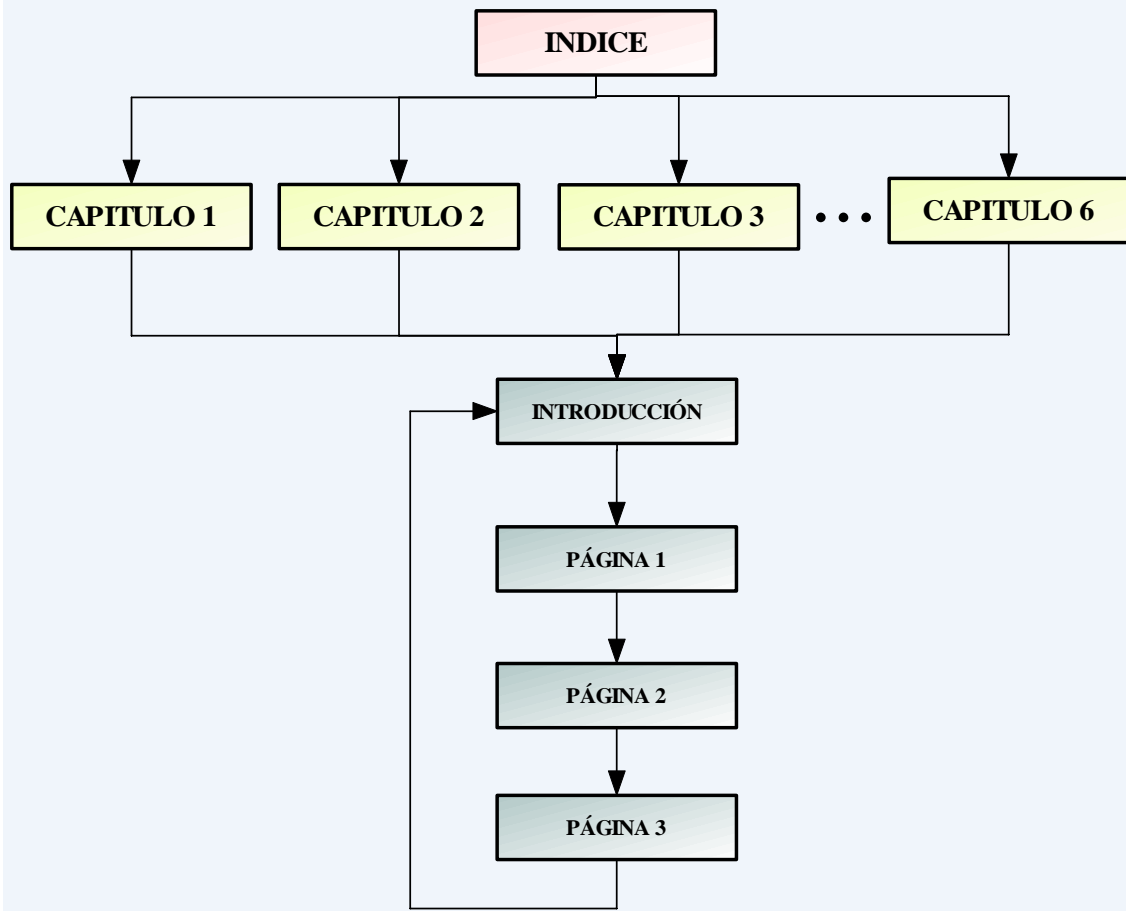 INDICE
CAPITULO 1
CAPITULO 2
CAPITULO 3
• • •
CAPITULO 6
INTRODUCCIÓN
PÁGINA 1
PÁGINA 2
PÁGINA 3